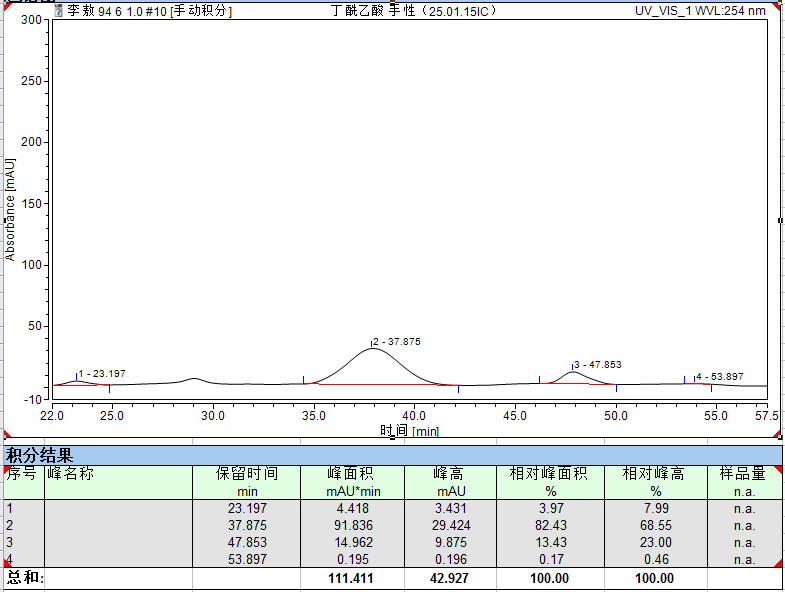 李敖 94 6 1.0 #10 [手动积分] 丁酰乙酸 手性（25.01.15IC） UV_VIS_1 WVL:254 nm
300
250
200
150
100
50
-10
Absorbance [mAU]
1 - 23.197
2 - 37.875
3 - 47.853
4 - 53.897
22.0 25.0 30.0 35.0 40.0 45.0 50.0 55.0 57.5
时间 [min]
积分结果
序号 峰名称 保留时间 峰面积 峰高 相对峰面积 相对峰高 样品量
min mAU*min mAU % % n.a.
1 23.197 4.418 3.431 3.97 7.99 n.a.
2 37.875 91.836 29.424 82.43 68.55 n.a.
3 47.853 14.962 9.875 13.43 23.00 n.a.
4 53.897 0.195 0.196 0.17 0.46 n.a.
总和: 111.411 42.927 100.00 100.00